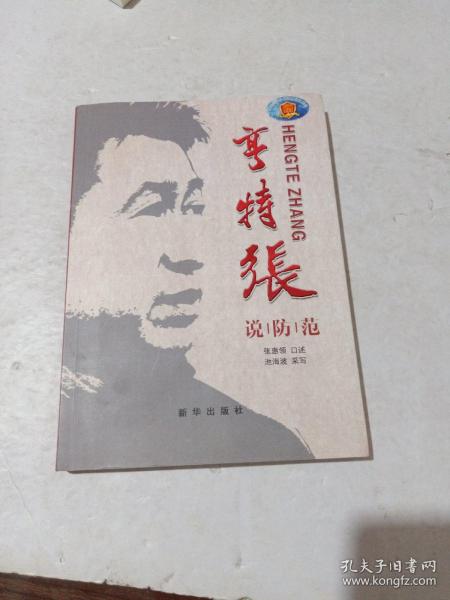 亨特張
HENGTE ZHANG
说防范
张惠领 口述
池海波 采写
新华出版社
孔夫子旧书网
www.kongfz.com